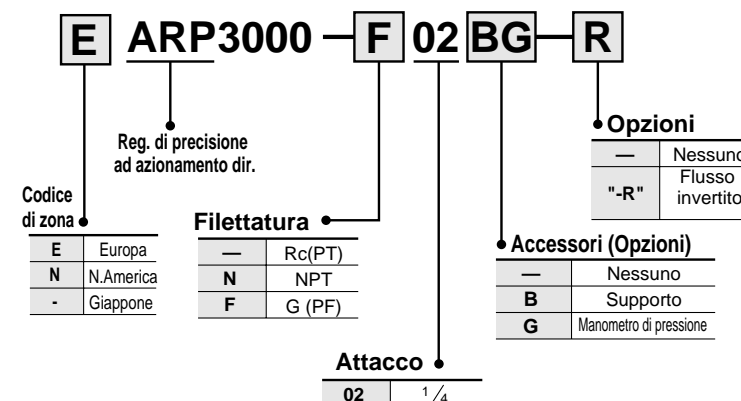 E ARP3000 — F 02 BG — R
Reg. di precisione
ad azionamento dir.
Codice
di zona
E Europa
N N.America
- Giappone
Filettatura
— Rc(PT)
N NPT
F G (PF)
Attacco
02 1/4
Accessori (Opzioni)
— Nessuno
B Supporto
G Manometro di pressione
Opzioni
— Nessuno
"-R" Flusso
invertito